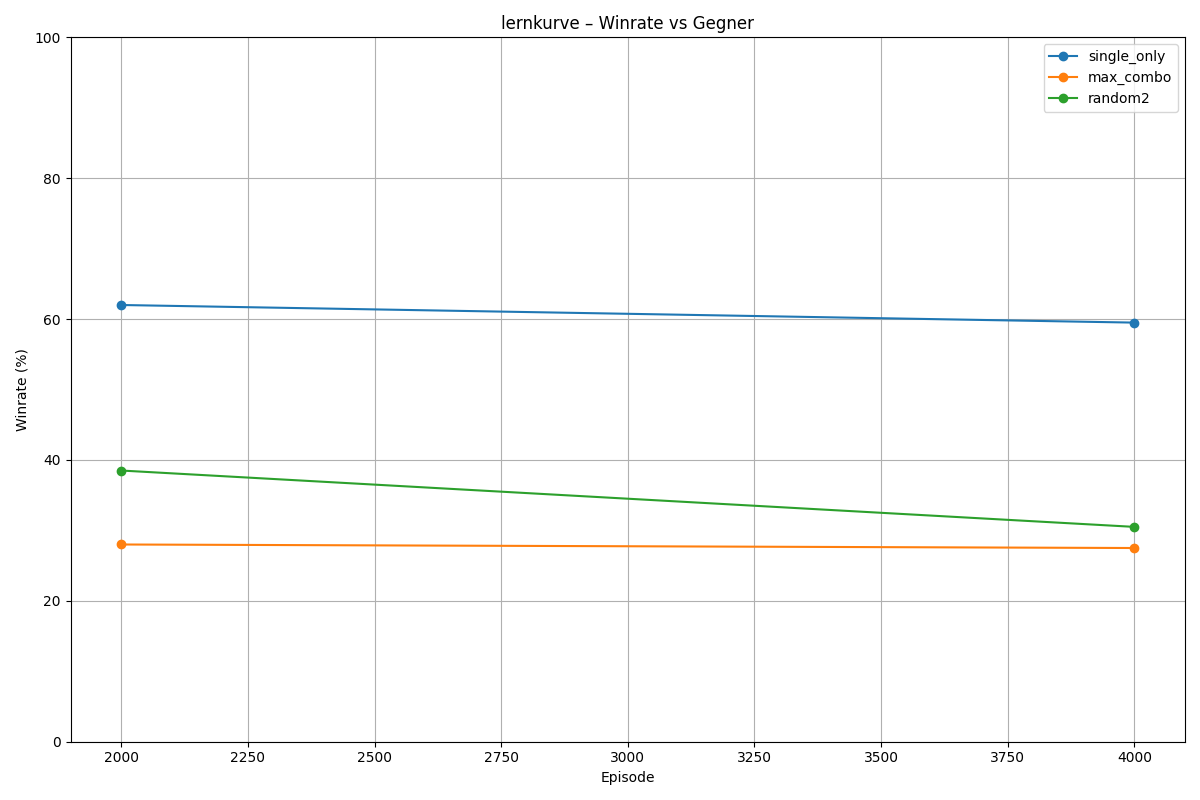 lernkurve – Winrate vs Gegner
single_only
max_combo
random2
Winrate (%)
100
80
60
40
20
0
2000 2250 2500 2750 3000 3250 3500 3750 4000
Episode